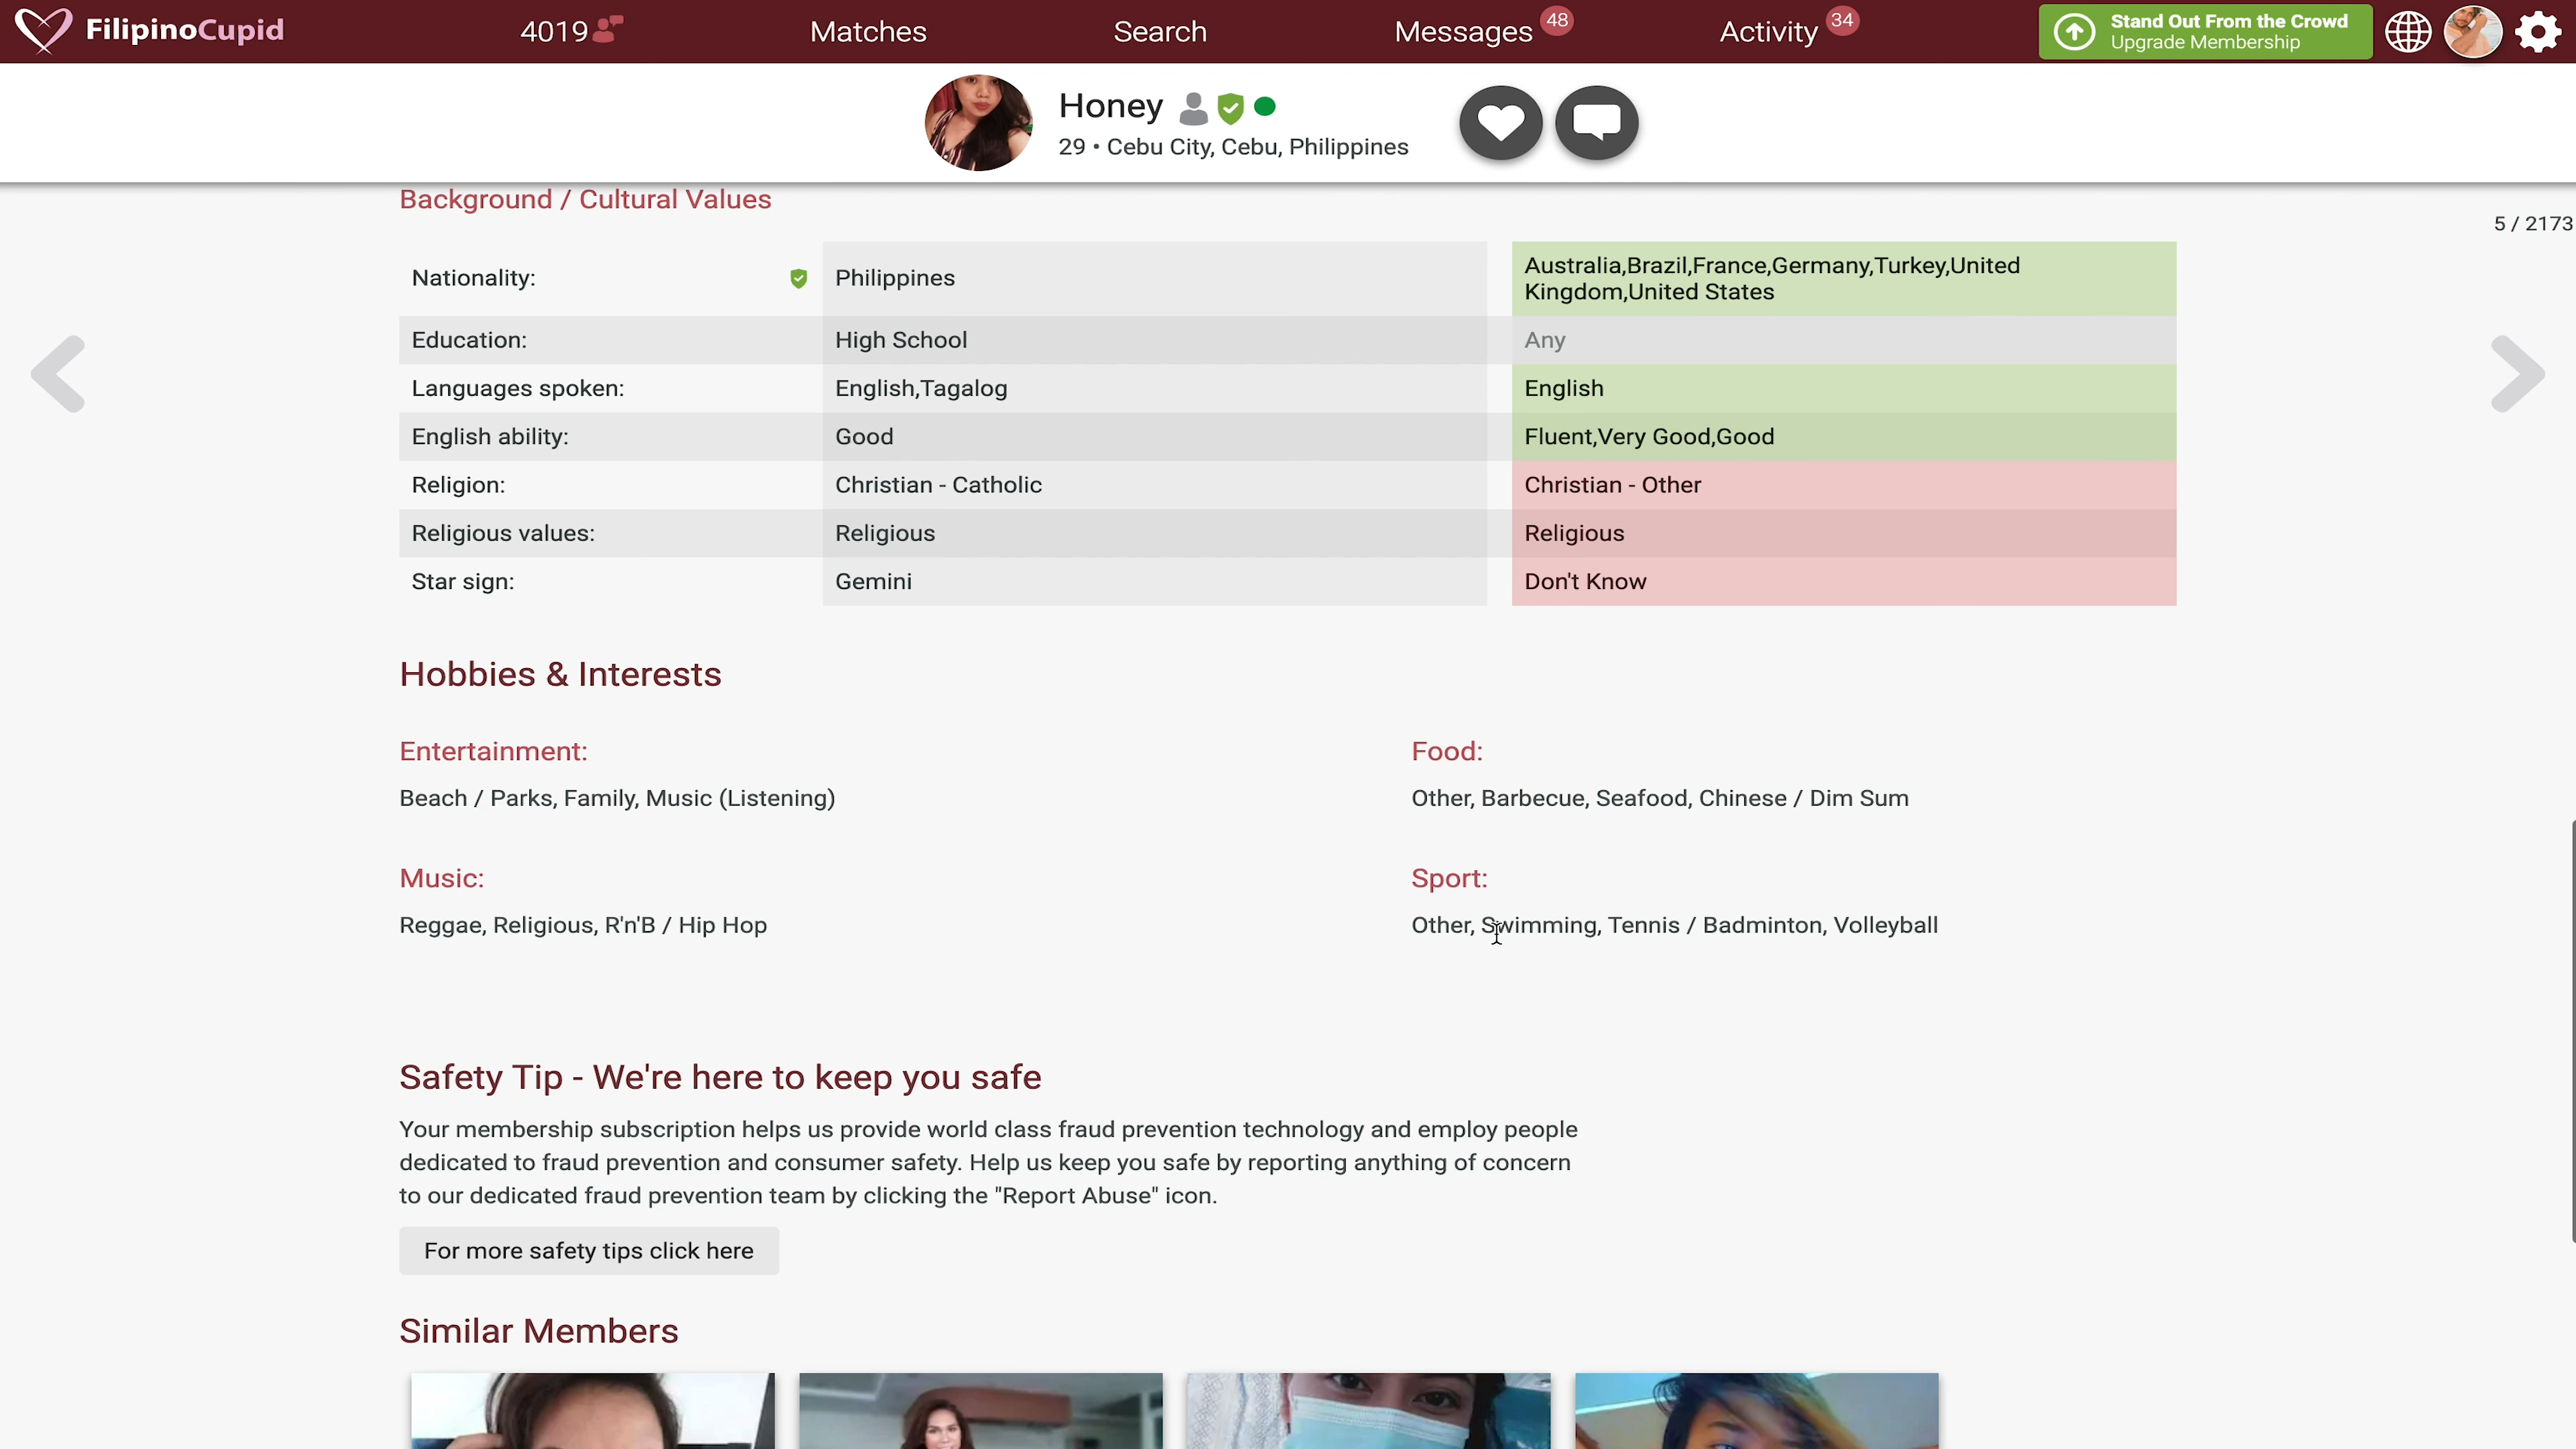 FilipinoCupid
4019
Matches
Search
Messages 48
Activity 34
Stand Out From the Crowd
Upgrade Membership
Honey
29 • Cebu City, Cebu, Philippines
Background / Cultural Values
5 / 2173
Nationality: Philippines Australia,Brazil,France,Germany,Turkey,United
Kingdom,United States
Education: High School Any
Languages spoken: English,Tagalog English
English ability: Good Fluent,Very Good,Good
Religion: Christian - Catholic Christian - Other
Religious values: Religious Religious
Star sign: Gemini Don't Know
Hobbies & Interests
Entertainment:
Beach / Parks, Family, Music (Listening)
Food:
Other, Barbecue, Seafood, Chinese / Dim Sum
Music:
Reggae, Religious, R'n'B / Hip Hop
Sport:
Other, Swimming, Tennis / Badminton, Volleyball
Safety Tip - We're here to keep you safe
Your membership subscription helps us provide world class fraud prevention technology and employ people
dedicated to fraud prevention and consumer safety. Help us keep you safe by reporting anything of concern
to our dedicated fraud prevention team by clicking the "Report Abuse" icon.
For more safety tips click here
Similar Members